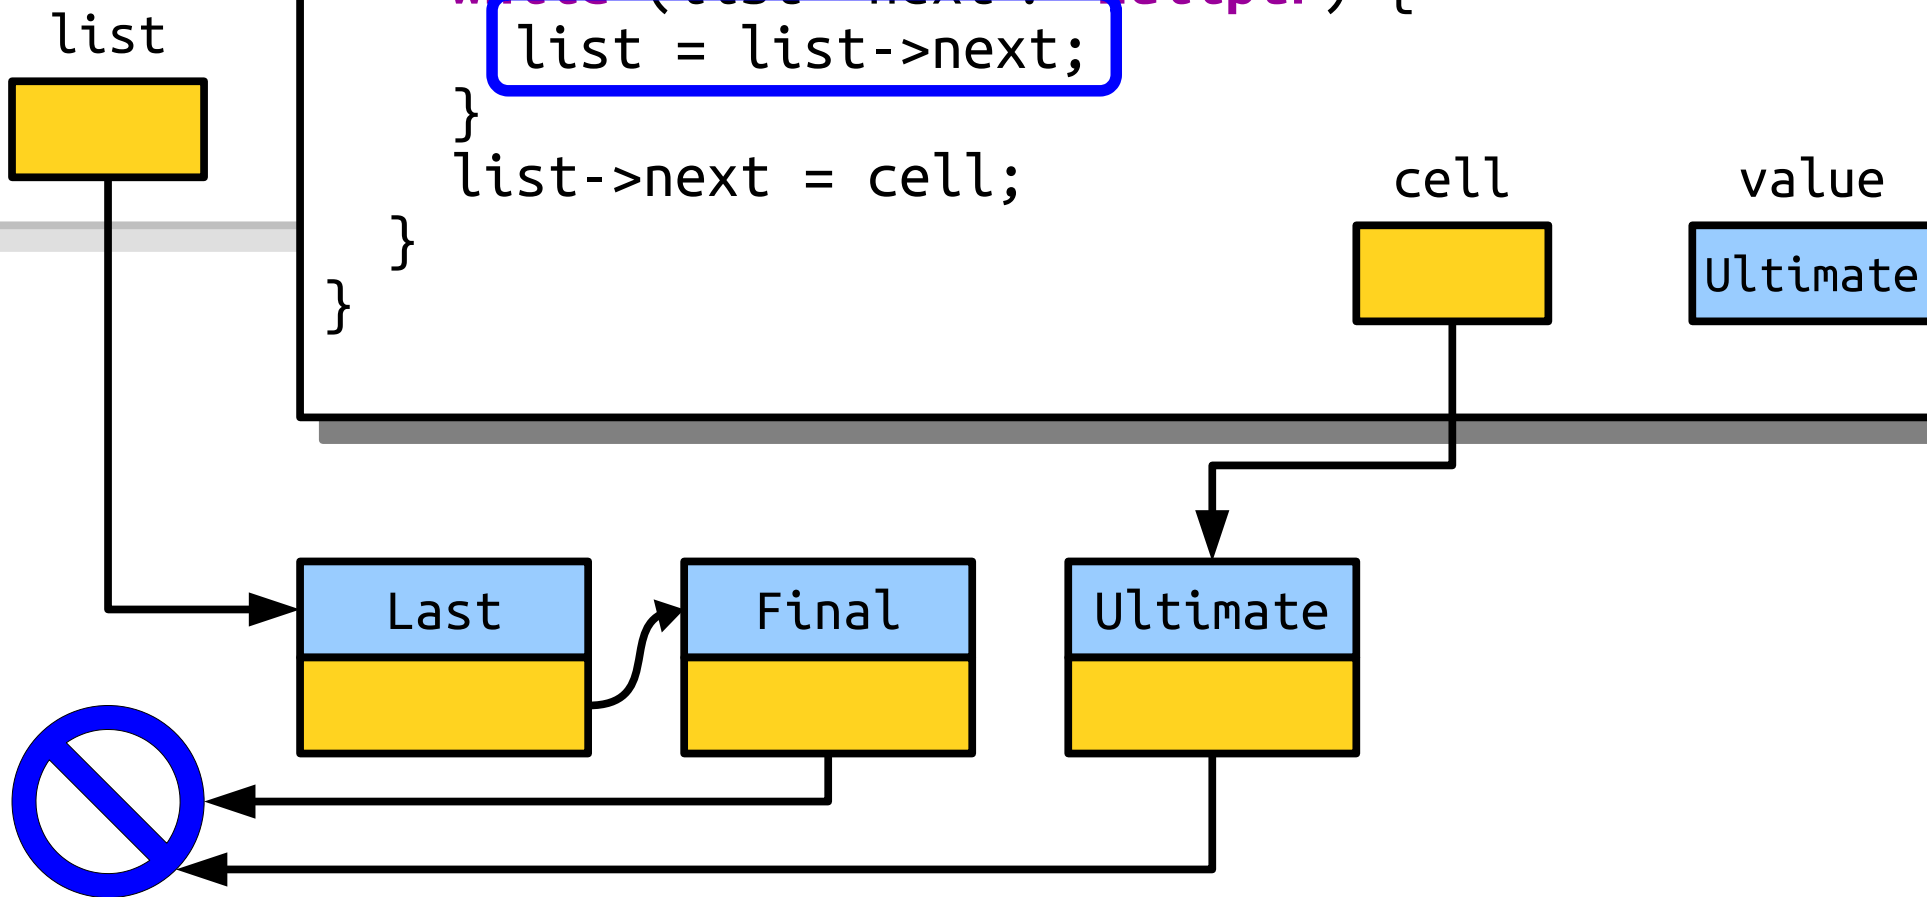 list
list = list->next;
}
list->next = cell;
cell
value
}
Ultimate
}
Last
Final
Ultimate